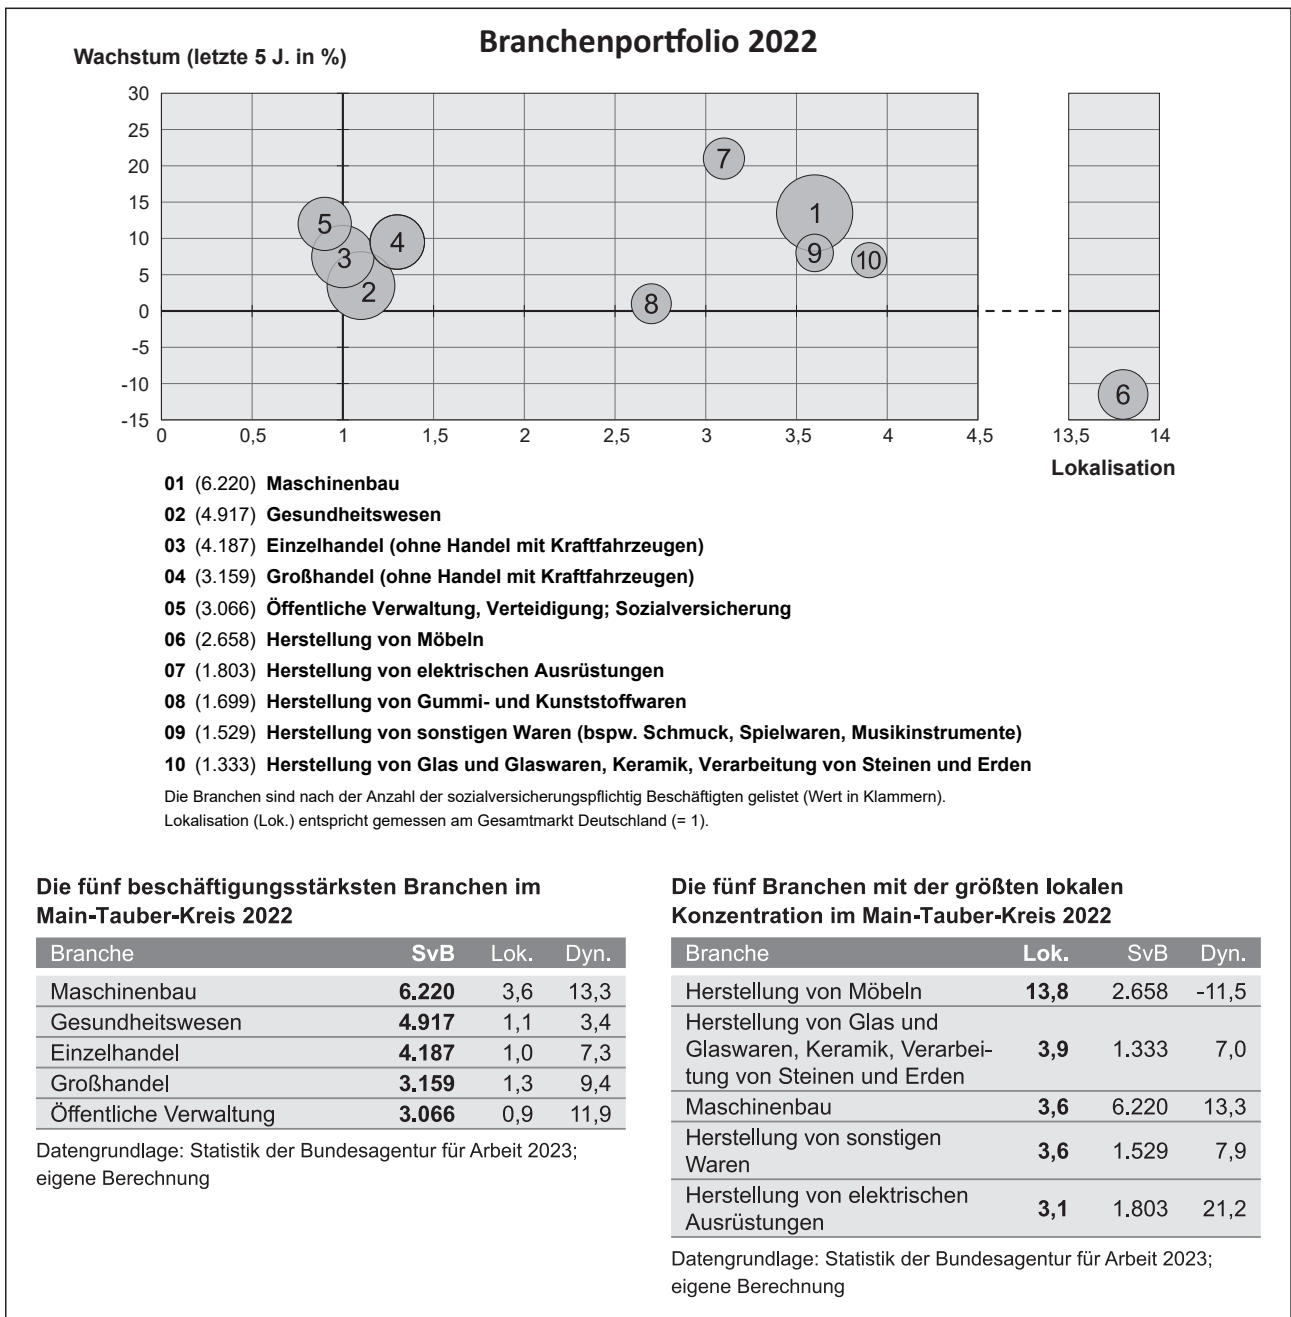 Branchenportfolio 2022
Wachstum (letzte 5 J. in %)
30
25
20
15
10
5
0
-5
-10
-15
7
1
5
4
3
9
10
2
8
6
0 0,5 1 1,5 2 2,5 3 3,5 4 4,5 13,5 14
Lokalisation
01 (6.220) Maschinenbau
02 (4.917) Gesundheitswesen
03 (4.187) Einzelhandel (ohne Handel mit Kraftfahrzeugen)
04 (3.159) Großhandel (ohne Handel mit Kraftfahrzeugen)
05 (3.066) Öffentliche Verwaltung, Verteidigung; Sozialversicherung
06 (2.658) Herstellung von Möbeln
07 (1.803) Herstellung von elektrischen Ausrüstungen
08 (1.699) Herstellung von Gummi- und Kunststoffwaren
09 (1.529) Herstellung von sonstigen Waren (bspw. Schmuck, Spielwaren, Musikinstrumente)
10 (1.333) Herstellung von Glas und Glaswaren, Keramik, Verarbeitung von Steinen und Erden
Die Branchen sind nach der Anzahl der sozialversicherungspflichtig Beschäftigten gelistet (Wert in Klammern).
Lokalisation (Lok.) entspricht gemessen am Gesamtmarkt Deutschland (= 1).
Die fünf beschäftigungsstärksten Branchen im
Main-Tauber-Kreis 2022
Branche SvB Lok. Dyn.
Maschinenbau 6.220 3,6 13,3
Gesundheitswesen 4.917 1,1 3,4
Einzelhandel 4.187 1,0 7,3
Großhandel 3.159 1,3 9,4
Öffentliche Verwaltung 3.066 0,9 11,9
Datengrundlage: Statistik der Bundesagentur für Arbeit 2023;
eigene Berechnung
Die fünf Branchen mit der größten lokalen
Konzentration im Main-Tauber-Kreis 2022
Branche Lok. SvB Dyn.
Herstellung von Möbeln 13,8 2.658 -11,5
Herstellung von Glas und
Glaswaren, Keramik, Verarbei- 3,9 1.333 7,0
tung von Steinen und Erden
Maschinenbau 3,6 6.220 13,3
Herstellung von sonstigen
Waren 3,6 1.529 7,9
Herstellung von elektrischen
Ausrüstungen 3,1 1.803 21,2
Datengrundlage: Statistik der Bundesagentur für Arbeit 2023;
eigene Berechnung